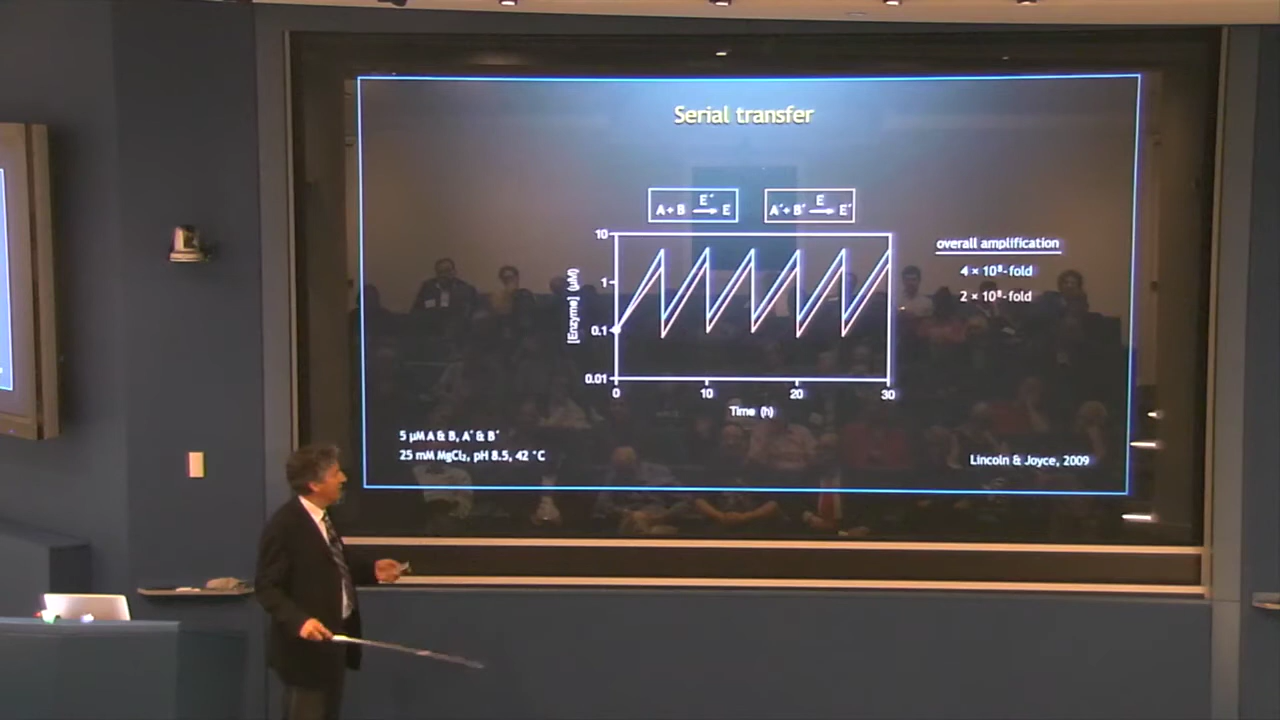 Serial transfer
A + B E´ → E
A´+ B´ E → E´
10
1
0.1
0.01
[Enzyme] (µM)
0
10
20
30
Time (h)
overall amplification
4 × 10⁸-fold
2 × 10⁸-fold
5 µM A & B, A´ & B´
25 mM MgCl₂, pH 8.5, 42 ˚C
Lincoln & Joyce, 2009